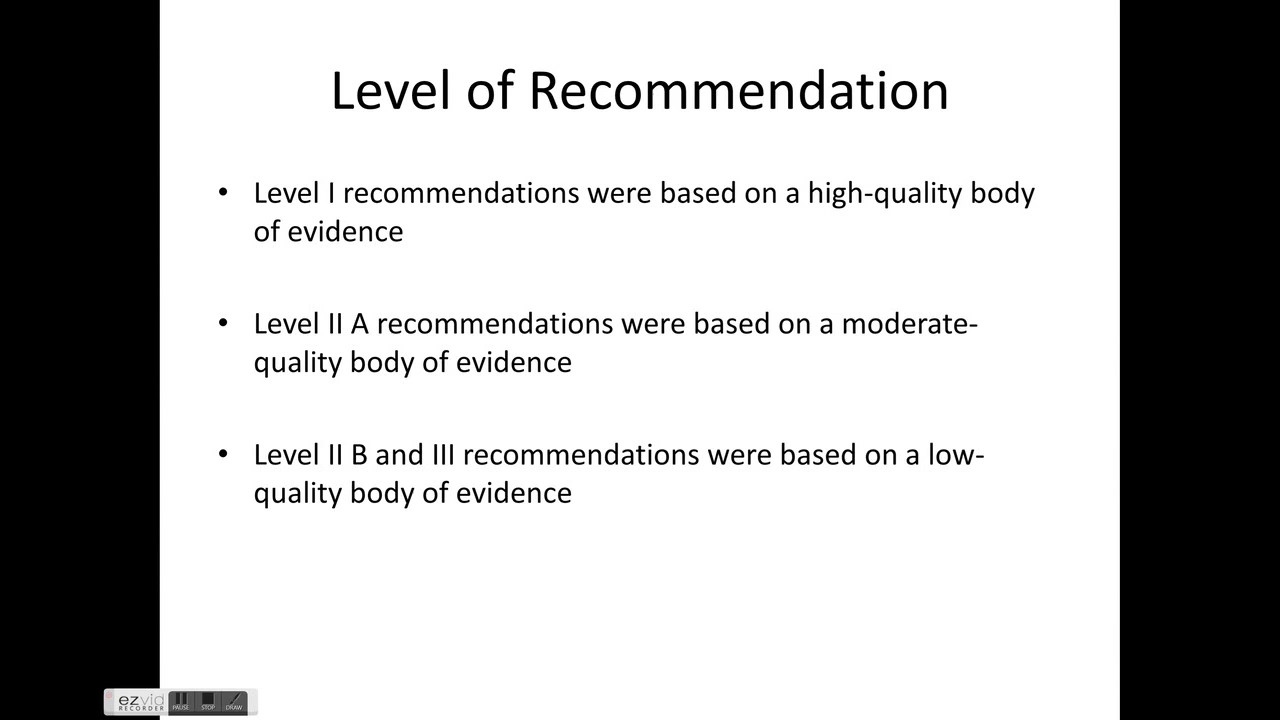 Level of Recommendation
• Level I recommendations were based on a high-quality body
of evidence
• Level II A recommendations were based on a moderate-
quality body of evidence
• Level II B and III recommendations were based on a low-
quality body of evidence
ezvid
RECORDER
PAUSE STOP DRAW